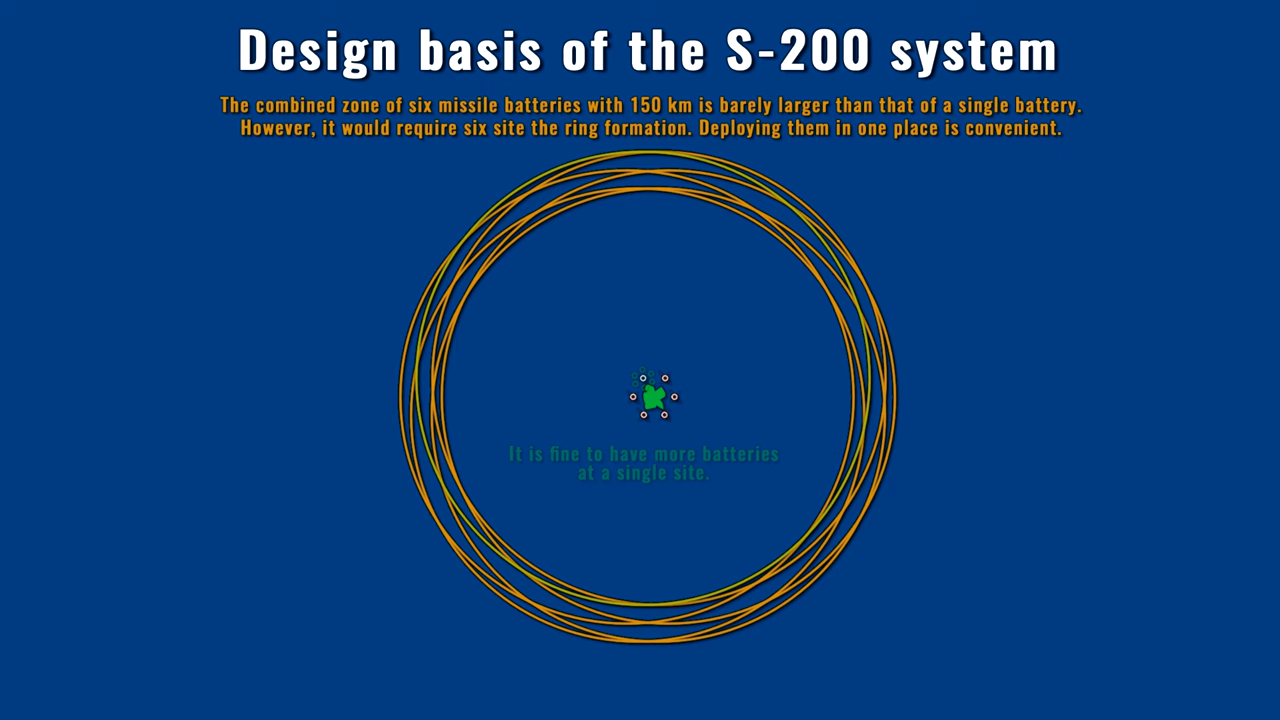 Design basis of the S-200 system
The combined zone of six missile batteries with 150 km is barely larger than that of a single battery.
However, it would require six site the ring formation. Deploying them in one place is convenient.
It is fine to have more batteries
at a single site.